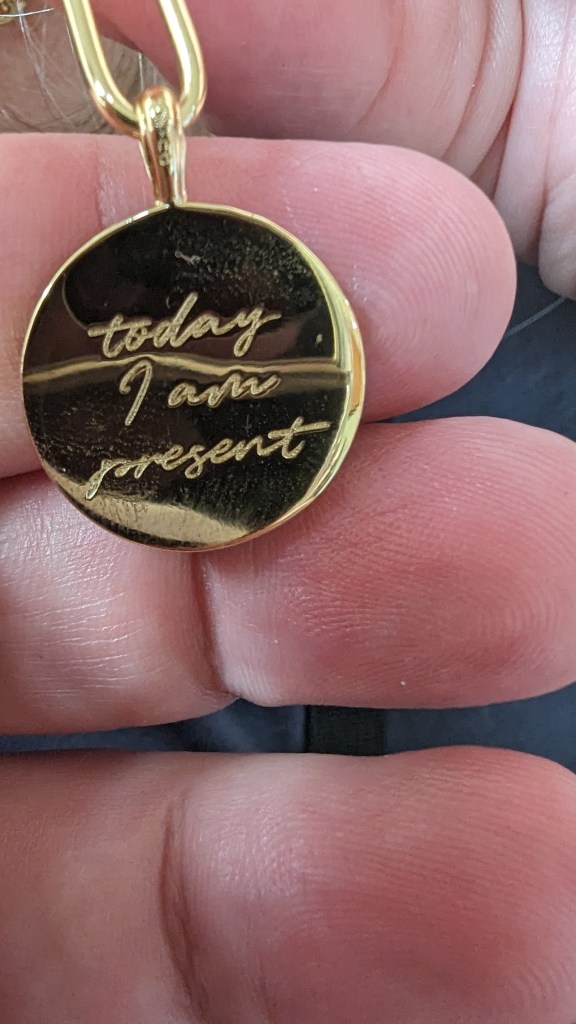 today
I am
present